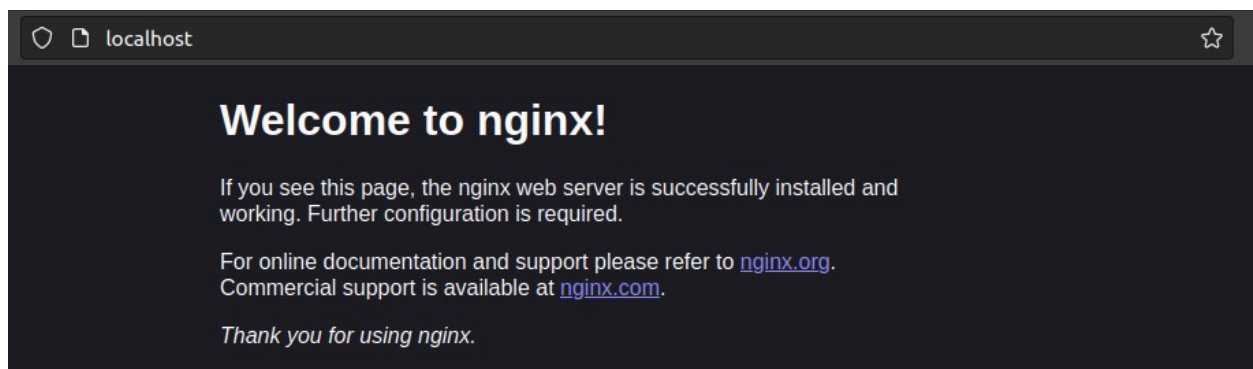 localhost
Welcome to nginx!
If you see this page, the nginx web server is successfully installed and
working. Further configuration is required.
For online documentation and support please refer to nginx.org.
Commercial support is available at nginx.com.
Thank you for using nginx.